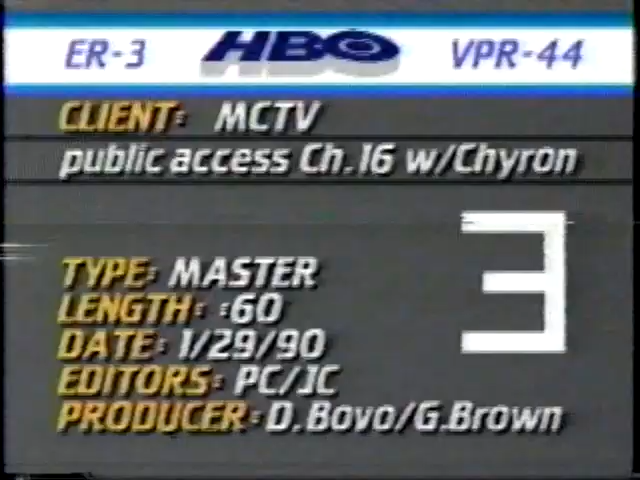 ER-3 HBO VPR-44
CLIENT: MCTV
public access Ch.16 w/Chyron
3
TYPE: MASTER
LENGTH: :60
DATE: 1/29/90
EDITORS: PC/JC
PRODUCER: D.Bovo/G.Brown